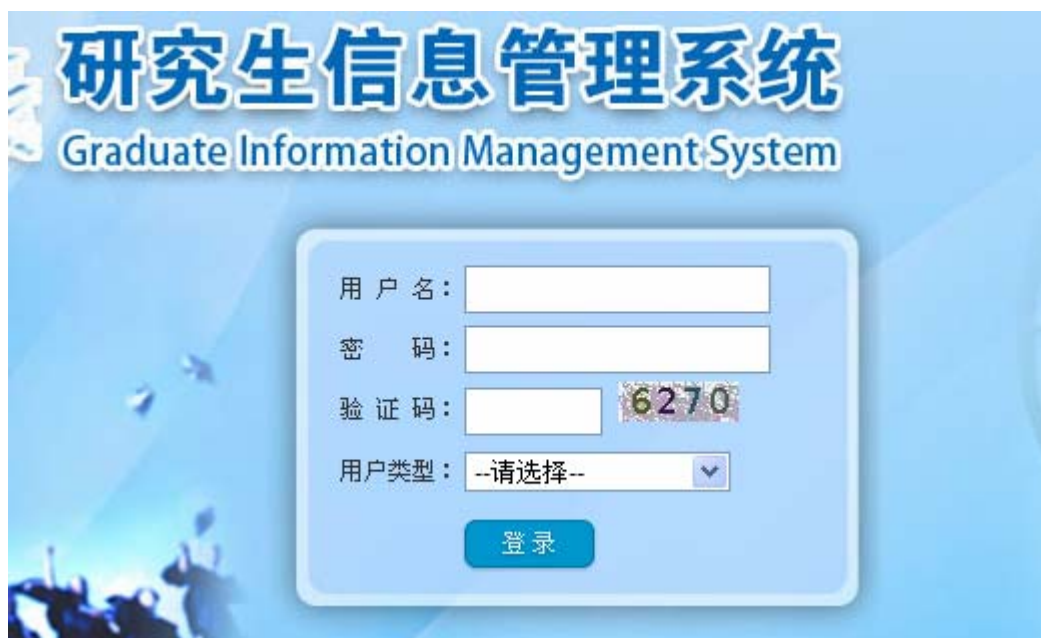 研究生信息管理系统
Graduate Information Management System
用 户 名：
密 码：
验 证 码： 6270
用户类型： --请选择--
登 录